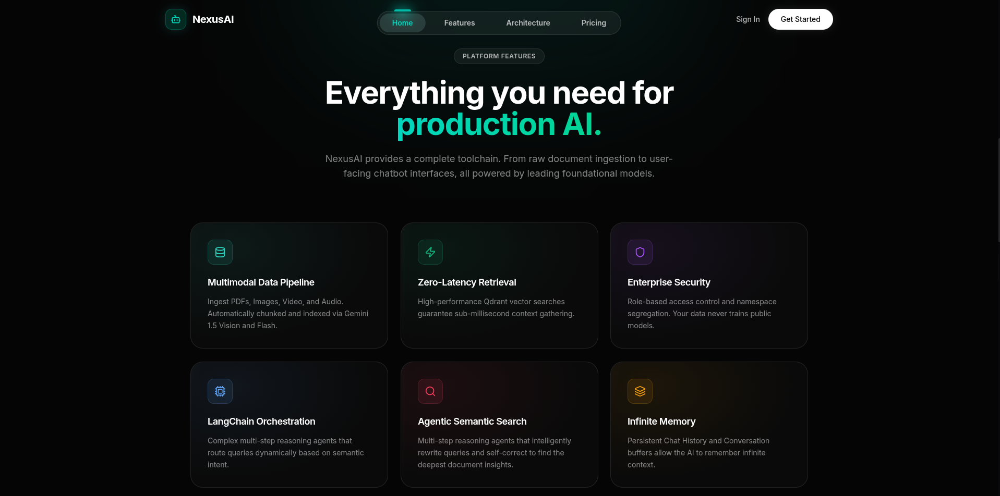 NexusAI
Home
Features
Architecture
Pricing
Sign In
Get Started
PLATFORM FEATURES
Everything you need for
production AI.
NexusAI provides a complete toolchain. From raw document ingestion to user-
facing chatbot interfaces, all powered by leading foundational models.
Multimodal Data Pipeline
Ingest PDFs, Images, Video, and Audio.
Automatically chunked and indexed via Gemini
1.5 Vision and Flash.
Zero-Latency Retrieval
High-performance Qdrant vector searches
guarantee sub-millisecond context gathering.
Enterprise Security
Role-based access control and namespace
segregation. Your data never trains public
models.
LangChain Orchestration
Complex multi-step reasoning agents that
route queries dynamically based on semantic
intent.
Agentic Semantic Search
Multi-step reasoning agents that intelligently
rewrite queries and self-correct to find the
deepest document insights.
Infinite Memory
Persistent Chat History and Conversation
buffers allow the AI to remember infinite
context.